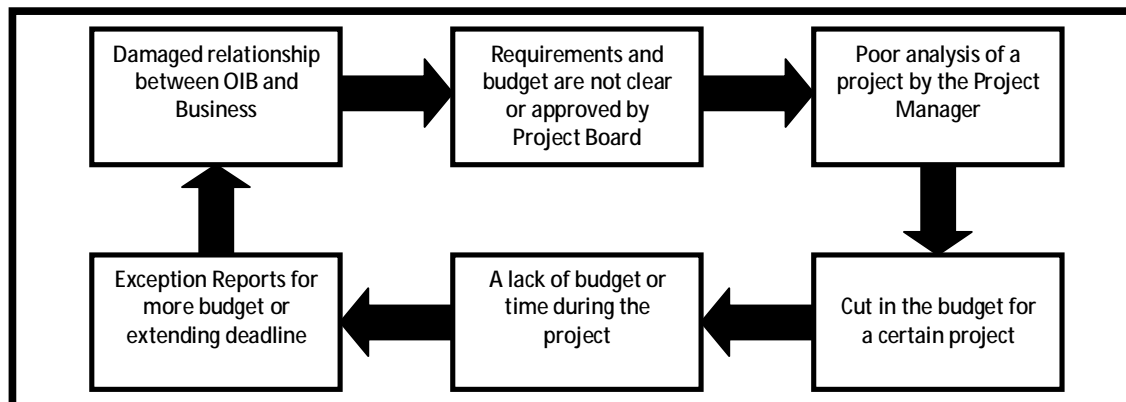 Damaged relationship
between OIB and
Business
Requirements and
budget are not clear
or approved by
Project Board
Poor analysis of a
project by the Project
Manager
Exception Reports for
more budget or
extending deadline
A lack of budget or
time during the
project
Cut in the budget for
a certain project